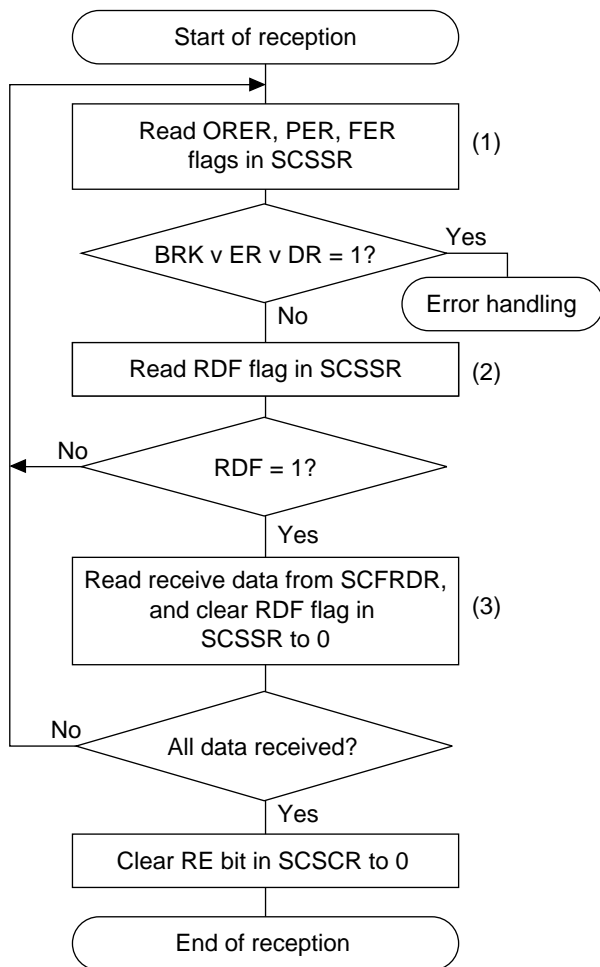 Start of reception
Read ORER, PER, FER
flags in SCSSR
(1)
BRK v ER v DR = 1?
Yes
Error handling
No
Read RDF flag in SCSSR
(2)
No
RDF = 1?
Yes
Read receive data from SCFRDR,
and clear RDF flag in
SCSSR to 0
(3)
No
All data received?
Yes
Clear RE bit in SCSCR to 0
End of reception